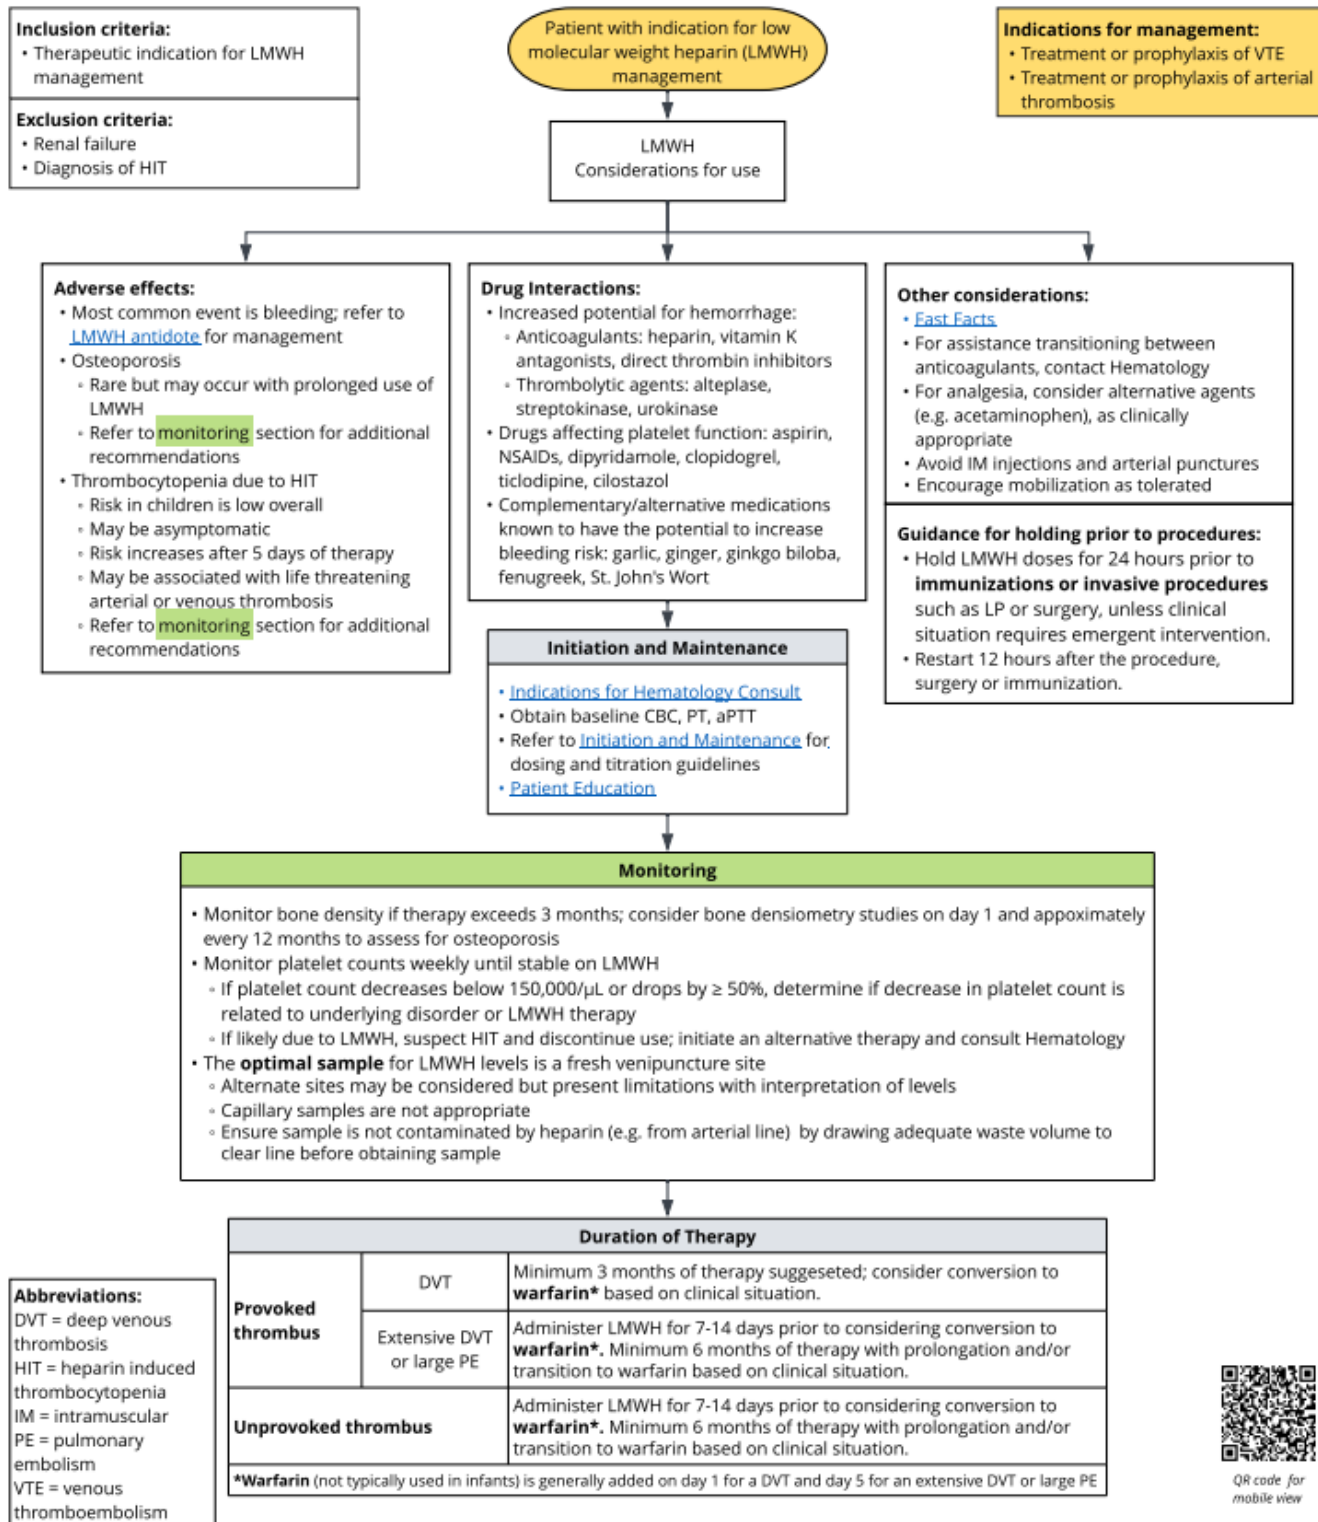 Inclusion criteria:
• Therapeutic indication for LMWH
management
Exclusion criteria:
• Renal failure
• Diagnosis of HIT
Patient with indication for low
molecular weight heparin (LMWH)
management
Indications for management:
• Treatment or prophylaxis of VTE
• Treatment or prophylaxis of arterial
thrombosis
LMWH
Considerations for use
Adverse effects:
• Most common event is bleeding; refer to
LMWH antidote for management
• Osteoporosis
◦ Rare but may occur with prolonged use of
LMWH
◦ Refer to monitoring section for additional
recommendations
• Thrombocytopenia due to HIT
◦ Risk in children is low overall
◦ May be asymptomatic
◦ Risk increases after 5 days of therapy
◦ May be associated with life threatening
arterial or venous thrombosis
◦ Refer to monitoring section for additional
recommendations
Drug Interactions:
• Increased potential for hemorrhage:
◦ Anticoagulants: heparin, vitamin K
antagonists, direct thrombin inhibitors
◦ Thrombolytic agents: alteplase,
streptokinase, urokinase
• Drugs affecting platelet function: aspirin,
NSAIDs, dipyridamole, clopidogrel,
ticlodipine, cilostazol
• Complementary/alternative medications
known to have the potential to increase
bleeding risk: garlic, ginger, ginkgo biloba,
fenugreek, St. John's Wort
Other considerations:
• Fast Facts
• For assistance transitioning between
anticoagulants, contact Hematology
• For analgesia, consider alternative agents
(e.g. acetaminophen), as clinically
appropriate
• Avoid IM injections and arterial punctures
• Encourage mobilization as tolerated
Guidance for holding prior to procedures:
• Hold LMWH doses for 24 hours prior to
immunizations or invasive procedures
such as LP or surgery, unless clinical
situation requires emergent intervention.
• Restart 12 hours after the procedure,
surgery or immunization.
Initiation and Maintenance
• Indications for Hematology Consult
• Obtain baseline CBC, PT, aPTT
• Refer to Initiation and Maintenance for
dosing and titration guidelines
• Patient Education
Monitoring
• Monitor bone density if therapy exceeds 3 months; consider bone densiometry studies on day 1 and appoximately
every 12 months to assess for osteoporosis
• Monitor platelet counts weekly until stable on LMWH
◦ If platelet count decreases below 150,000/µL or drops by ≥ 50%, determine if decrease in platelet count is
related to underlying disorder or LMWH therapy
◦ If likely due to LMWH, suspect HIT and discontinue use; initiate an alternative therapy and consult Hematology
• The optimal sample for LMWH levels is a fresh venipuncture site
◦ Alternate sites may be considered but present limitations with interpretation of levels
◦ Capillary samples are not appropriate
◦ Ensure sample is not contaminated by heparin (e.g. from arterial line) by drawing adequate waste volume to
clear line before obtaining sample
Duration of Therapy
Provoked
thrombus
DVT
Minimum 3 months of therapy suggeseted; consider conversion to
warfarin* based on clinical situation.
Extensive DVT
or large PE
Administer LMWH for 7-14 days prior to considering conversion to
warfarin*. Minimum 6 months of therapy with prolongation and/or
transition to warfarin based on clinical situation.
Unprovoked thrombus
Administer LMWH for 7-14 days prior to considering conversion to
warfarin*. Minimum 6 months of therapy with prolongation and/or
transition to warfarin based on clinical situation.
*Warfarin (not typically used in infants) is generally added on day 1 for a DVT and day 5 for an extensive DVT or large PE
Abbreviations:
DVT = deep venous
thrombosis
HIT = heparin induced
thrombocytopenia
IM = intramuscular
PE = pulmonary
embolism
VTE = venous
thromboembolism
QR code for
mobile view